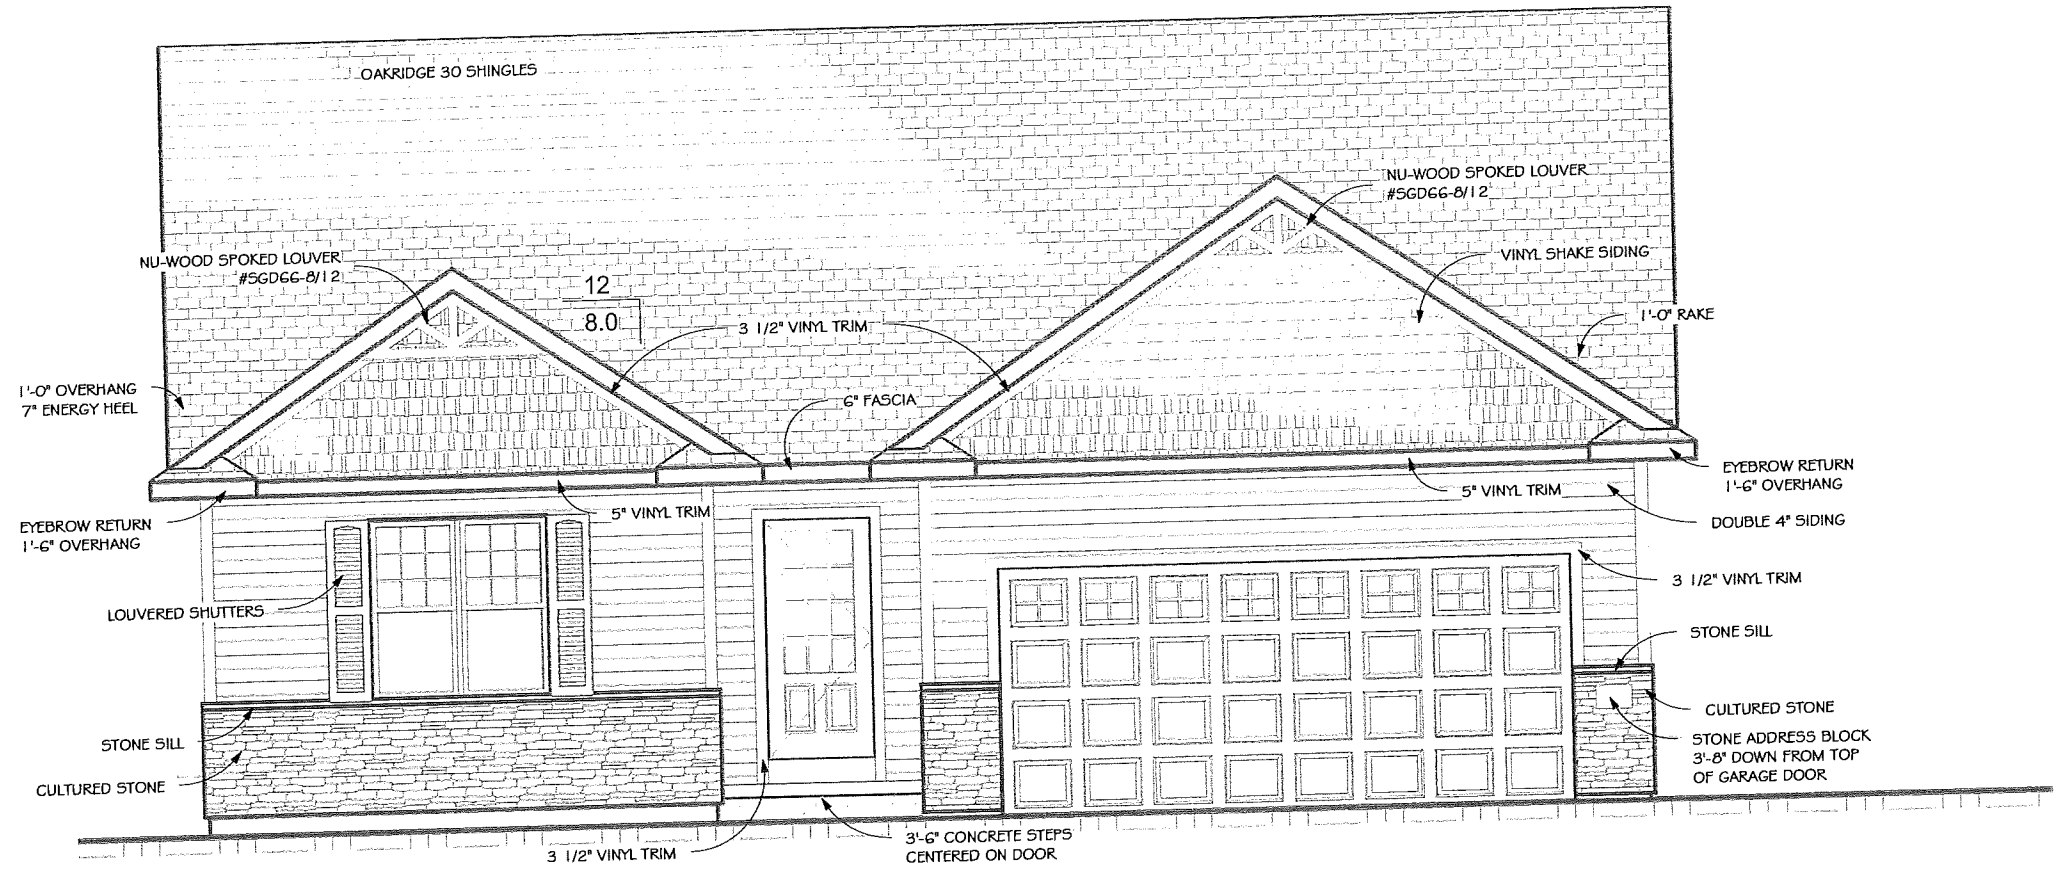 OAKRIDGE 30 SHINGLES
NU-WOOD SPOKED LOUVER
#SGD66-8/12
NU-WOOD SPOKED LOUVER
#SGD66-8/12
VINYL SHAKE SIDING
12
8.0
3 1/2" VINYL TRIM
1'-0" RAKE
1'-0" OVERHANG
7" ENERGY HEEL
6" FASCIA
EYEBROW RETURN
1'-6" OVERHANG
5" VINYL TRIM
5" VINYL TRIM
EYEBROW RETURN
1'-6" OVERHANG
DOUBLE 4" SIDING
3 1/2" VINYL TRIM
LOUVERED SHUTTERS
STONE SILL
CULTURED STONE
STONE SILL
STONE ADDRESS BLOCK
3'-8" DOWN FROM TOP
OF GARAGE DOOR
CULTURED STONE
3'-6" CONCRETE STEPS
CENTERED ON DOOR
3 1/2" VINYL TRIM